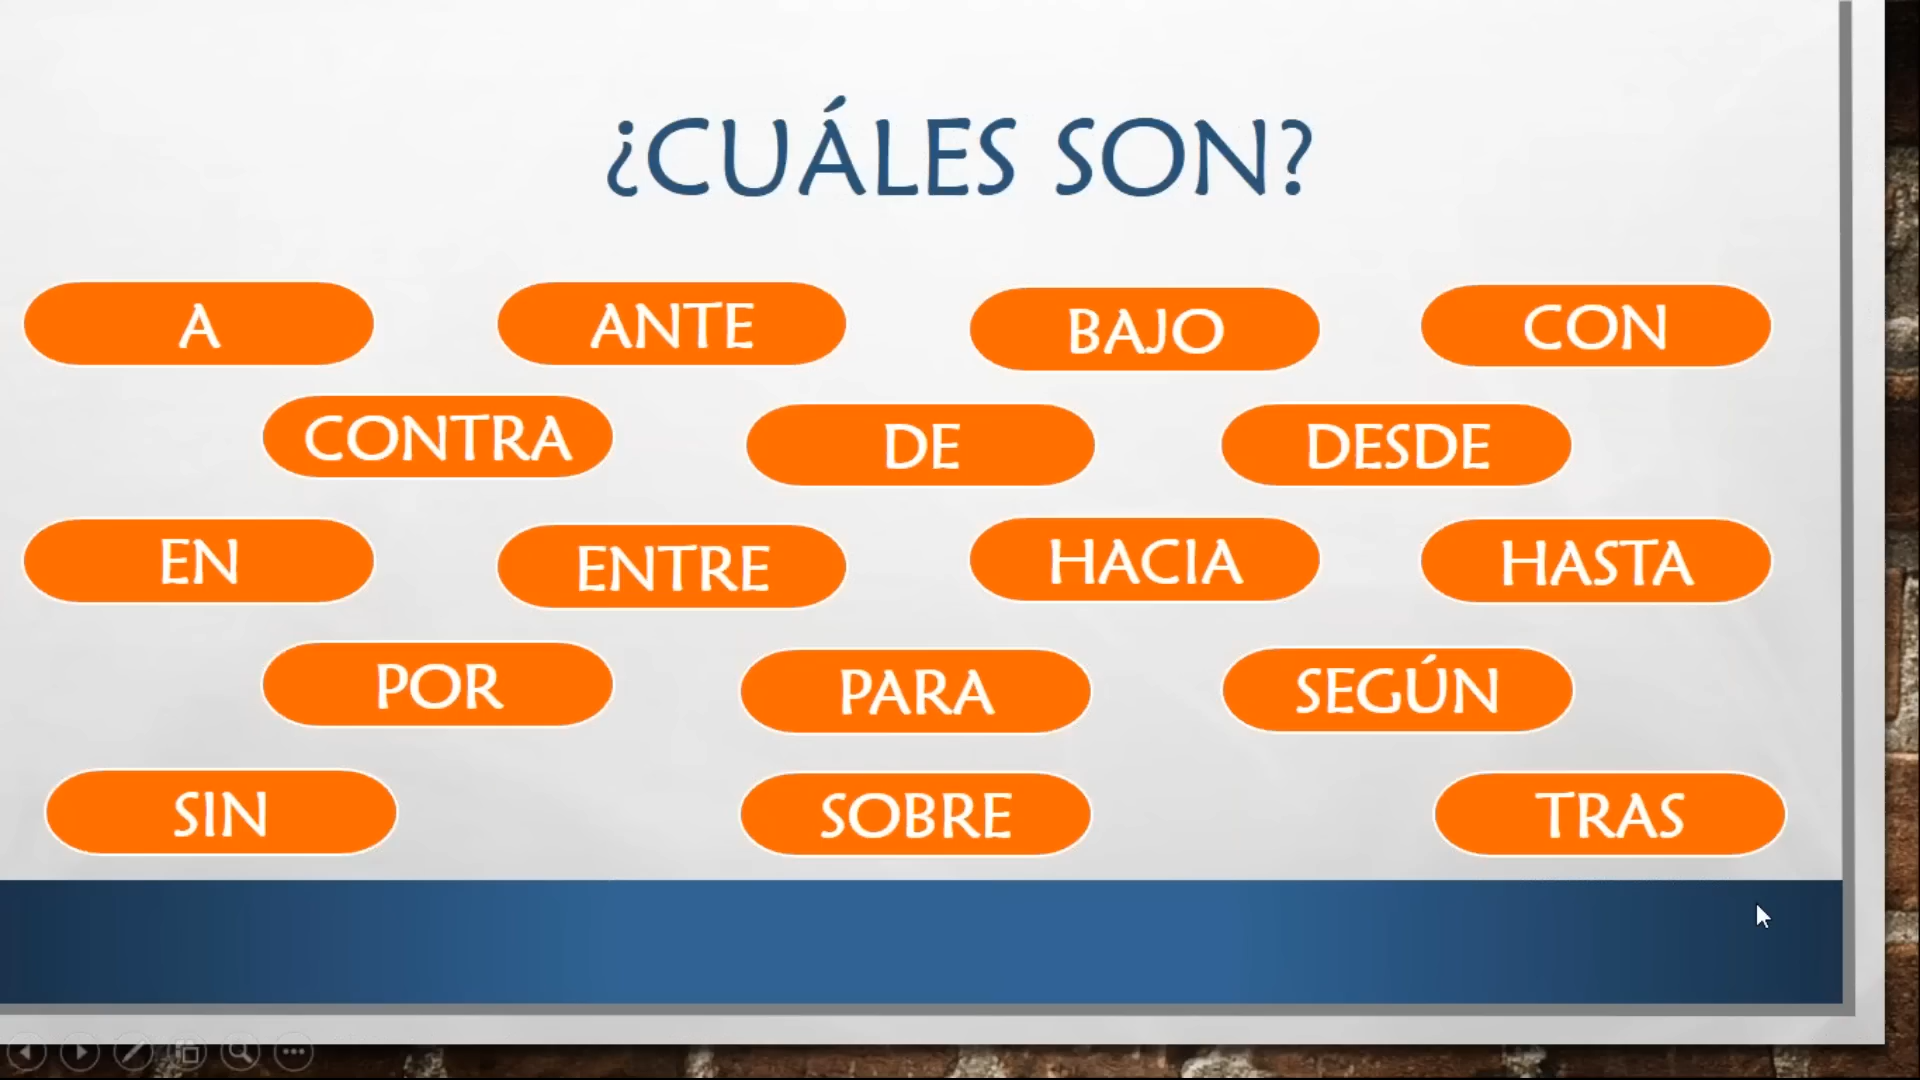 ¿CUÁLES SON?
A ANTE BAJO CON
CONTRA DE DESDE
EN ENTRE HACIA HASTA
POR PARA SEGÚN
SIN SOBRE TRAS